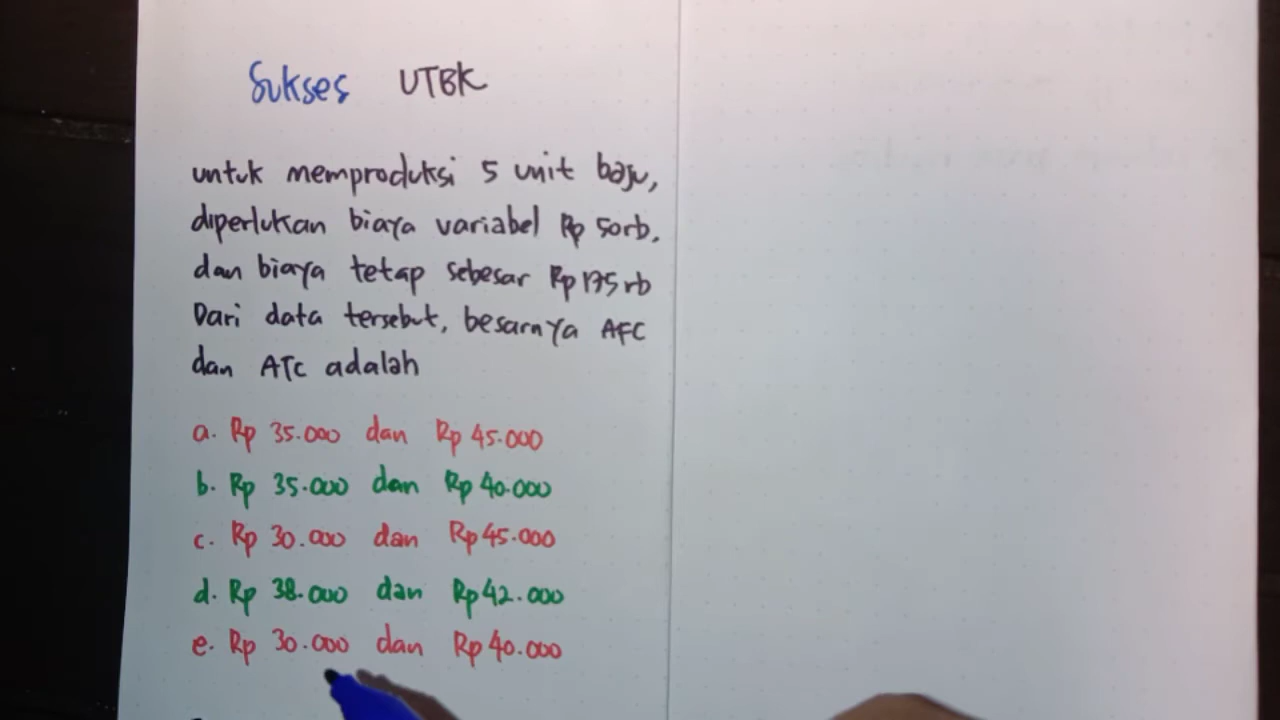 Sukses UTBK
untuk memproduksi 5 unit baju,
diperlukan biaya variabel Rp 50rb,
dan biaya tetap sebesar Rp 175rb
Dari data tersebut, besarnya AFC
dan ATC adalah
a. Rp 35.000 dan Rp 45.000
b. Rp 35.000 dan Rp 40.000
c. Rp 30.000 dan Rp 45.000
d. Rp 38.000 dan Rp 42.000
e. Rp 30.000 dan Rp 40.000